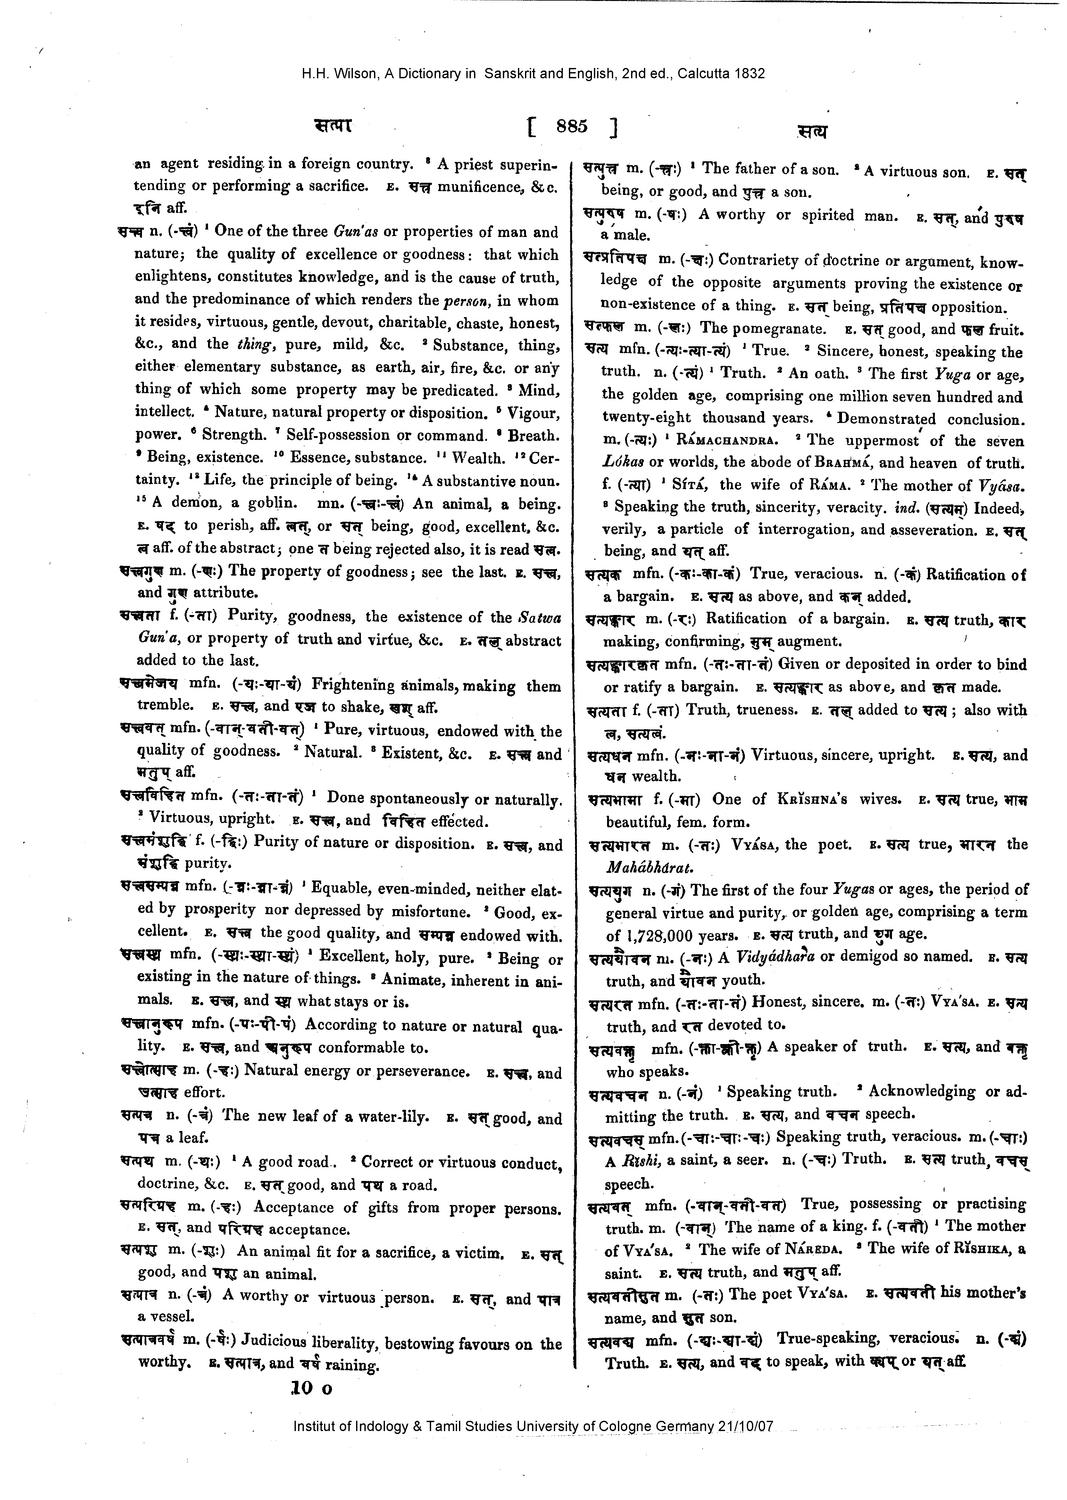 H.H. Wilson, A Dictionary in Sanskrit and English, 2nd ed., Calcutta 1832
सत्पा [ 885 ] सत्य
an agent residing in a foreign country. ⁸ A priest superin-
tending or performing a sacrifice. E. सत्त्र munificence, &c.
इनि aff.
सत्त्व n. (-त्त्वं) ¹ One of the three Gun'as or properties of man and
nature; the quality of excellence or goodness: that which
enlightens, constitutes knowledge, and is the cause of truth,
and the predominance of which renders the person, in whom
it resides, virtuous, gentle, devout, charitable, chaste, honest,
&c., and the thing, pure, mild, &c. ² Substance, thing,
either elementary substance, as earth, air, fire, &c. or any
thing of which some property may be predicated. ³ Mind,
intellect. ⁴ Nature, natural property or disposition. ⁵ Vigour,
power. ⁶ Strength. ⁷ Self-possession or command. ⁸ Breath.
⁹ Being, existence. ¹⁰ Essence, substance. ¹¹ Wealth. ¹² Cer-
tainty. ¹³ Life, the principle of being. ¹⁴ A substantive noun.
¹⁵ A demon, a goblin. mn. (-त्त्वः-त्त्वं) An animal, a being.
E. षद् to perish, aff. त्वत्, or सत् being, good, excellent, &c.
त्व aff. of the abstract; one त being rejected also, it is read सत्व.
सत्त्वगुण m. (-णः) The property of goodness; see the last. E. सत्त्व,
and गुण attribute.
सत्त्वता f. (-ता) Purity, goodness, the existence of the Satwa
Gun'a, or property of truth and virtue, &c. E. तल् abstract
added to the last.
सत्त्वमेजय mfn. (-यः-या-यं) Frightening animals, making them
tremble. E. सत्त्व, and एज to shake, खश् aff.
सत्त्ववत् mfn. (-वान्-वती-वत्) ¹ Pure, virtuous, endowed with the
quality of goodness. ² Natural. ³ Existent, &c. E. सत्त्व and
मतुप् aff.
सत्त्वविहित mfn. (-तः-ता-तं) ¹ Done spontaneously or naturally.
² Virtuous, upright. E. सत्त्व, and विहित effected.
सत्त्वसंशुद्धि f. (-द्धिः) Purity of nature or disposition. E. सत्त्व, and
संशुद्धि purity.
सत्त्वसम्पन्न mfn. (-न्नः-न्ना-न्नं) ¹ Equable, even-minded, neither elat-
ed by prosperity nor depressed by misfortune. ² Good, ex-
cellent. E. सत्त्व the good quality, and सम्पन्न endowed with.
सत्त्वस्थ mfn. (-स्थः-स्था-स्थं) ¹ Excellent, holy, pure. ² Being or
existing in the nature of things. ³ Animate, inherent in ani-
mals. E. सत्त्व, and स्थ what stays or is.
सत्त्वानुरूप mfn. (-पः-पी-पं) According to nature or natural qua-
lity. E. सत्त्व, and अनुरूप conformable to.
सत्त्वोत्साह m. (-हः) Natural energy or perseverance. E. सत्त्व, and
उत्साह effort.
सत्पत्र n. (-त्रं) The new leaf of a water-lily. E. सत् good, and
पत्र a leaf.
सत्पथ m. (-थः) ¹ A good road. ² Correct or virtuous conduct,
doctrine, &c. E. सत् good, and पथ a road.
सत्परिग्रह m. (-हः) Acceptance of gifts from proper persons.
E. सत्, and परिग्रह acceptance.
सत्पशु m. (-शुः) An animal fit for a sacrifice, a victim. E. सत्
good, and पशु an animal.
सत्पात्र n. (-त्रं) A worthy or virtuous person. E. सत्, and पात्र
a vessel.
सत्पात्रवर्ष m. (-र्षः) Judicious liberality, bestowing favours on the
worthy. E. सत्पात्र, and वर्ष raining.
10 o
सत्पुत्त्र m. (-त्त्रः) ¹ The father of a son. ² A virtuous son. E. सत्
being, or good, and पुत्त्र a son.
सत्पुरुष m. (-षः) A worthy or spirited man. E. सत्, and पुरुष
a male.
सत्प्रतिपक्ष m. (-क्षः) Contrariety of doctrine or argument, know-
ledge of the opposite arguments proving the existence or
non-existence of a thing. E. सत् being, प्रतिपक्ष opposition.
सत्फल m. (-लः) The pomegranate. E. सत् good, and फल fruit.
सत्य mfn. (-त्यः-त्या-त्यं) ¹ True. ² Sincere, honest, speaking the
truth. n. (-त्यं) ¹ Truth. ² An oath. ³ The first Yuga or age,
the golden age, comprising one million seven hundred and
twenty-eight thousand years. ⁴ Demonstrated conclusion.
m. (-त्यः) ¹ RÁMACHANDRA. ² The uppermost of the seven
Lókas or worlds, the abode of BRAHMÁ, and heaven of truth.
f. (-त्या) ¹ SÍTÁ, the wife of RÁMA. ² The mother of Vyása.
³ Speaking the truth, sincerity, veracity. ind. (सत्यम्) Indeed,
verily, a particle of interrogation, and asseveration. E. सत्
being, and यत् aff.
सत्यक mfn. (-कः-का-कं) True, veracious. n. (-कं) Ratification of
a bargain. E. सत्य as above, and कन् added.
सत्यङ्कार m. (-रः) Ratification of a bargain. E. सत्य truth, कार
making, confirming, मुम् augment.
सत्यङ्कारकृत mfn. (-तः-ता-तं) Given or deposited in order to bind
or ratify a bargain. E. सत्यङ्कार as above, and कृत made.
सत्यता f. (-ता) Truth, trueness. E. तल् added to सत्य; also with
त्व, सत्यत्वं.
सत्यधन mfn. (-नः-ना-नं) Virtuous, sincere, upright. E. सत्य, and
धन wealth.
सत्यभामा f. (-मा) One of KRĬSHNA'S wives. E. सत्य true, भाम
beautiful, fem. form.
सत्यभारत m. (-तः) VYÁSA, the poet. E. सत्य true, भारत the
Mahábhárat.
सत्ययुग n. (-गं) The first of the four Yugas or ages, the period of
general virtue and purity, or golden age, comprising a term
of 1,728,000 years. E. सत्य truth, and युग age.
सत्ययौवन m. (-नः) A Vidyádhara or demigod so named. E. सत्य
truth, and यौवन youth.
सत्यरत mfn. (-तः-ता-तं) Honest, sincere. m. (-तः) VYA'SA. E. सत्य
truth, and रत devoted to.
सत्यवक्तृ mfn. (-क्ता-क्त्री-क्तृ) A speaker of truth. E. सत्य, and वक्तृ
who speaks.
सत्यवचन n. (-नं) ¹ Speaking truth. ² Acknowledging or ad-
mitting the truth. E. सत्य, and वचन speech.
सत्यवचस् mfn. (-चाः-चाः-चः) Speaking truth, veracious. m. (-चाः)
A Rĭshi, a saint, a seer. n. (-चः) Truth. E. सत्य truth, वचस्
speech.
सत्यवत् mfn. (-वान्-वती-वत्) True, possessing or practising
truth. m. (-वान्) The name of a king. f. (-वती) ¹ The mother
of VYA'SA. ² The wife of NÁREDA. ³ The wife of RĬSHIKA, a
saint. E. सत्य truth, and मतुप् aff.
सत्यवतीसुत m. (-तः) The poet VYA'SA. E. सत्यवती his mother's
name, and सुत son.
सत्यवद्य mfn. (-द्यः-द्या-द्यं) True-speaking, veracious. n. (-द्यं)
Truth. E. सत्य, and वद् to speak, with क्यप् or यत् aff.
Institut of Indology & Tamil Studies University of Cologne Germany 21/10/07